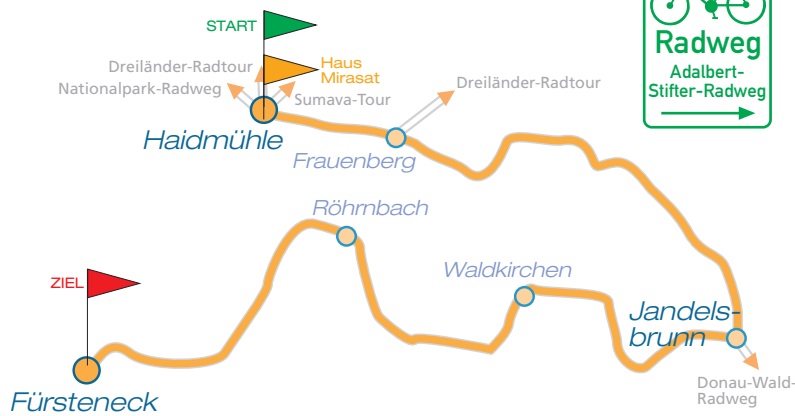 START
Haus
Mirasat
Dreiländer-Radtour
Nationalpark-Radweg
Sumava-Tour
Dreiländer-Radtour
Radweg
Adalbert-
Stifter-Radweg
Haidmühle
Frauenberg
Röhrnbach
Waldkirchen
ZIEL
Jandels-
brunn
Donau-Wald-
Radweg
Fürsteneck